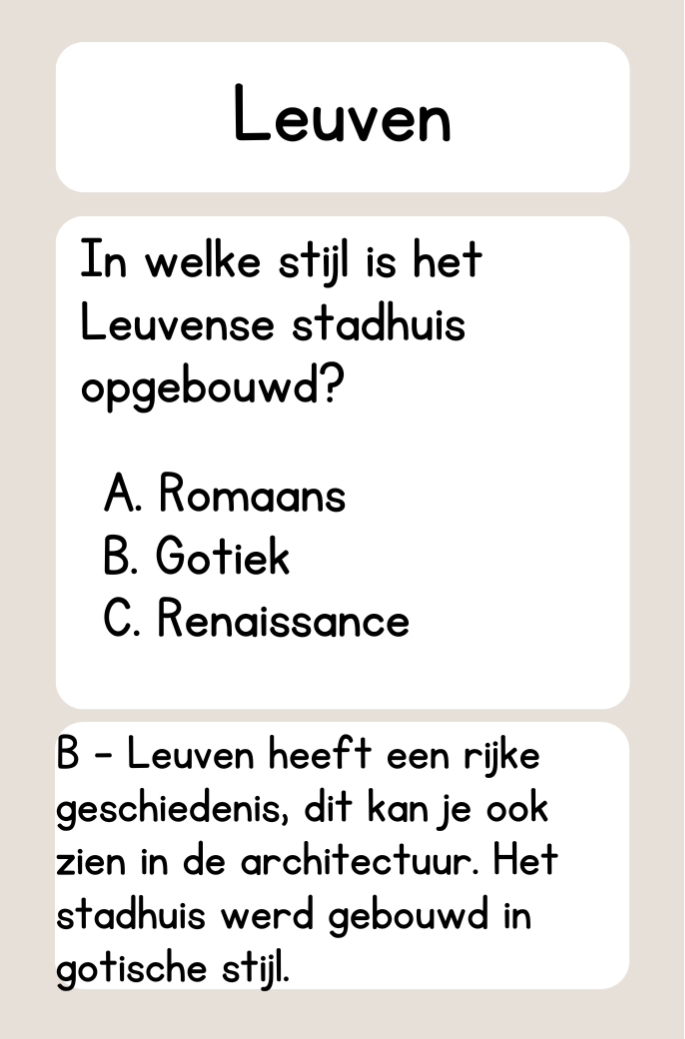 Leuven
In welke stijl is het
Leuvense stadhuis
opgebouwd?
A. Romaans
B. Gotiek
C. Renaissance
B - Leuven heeft een rijke
geschiedenis, dit kan je ook
zien in de architectuur. Het
stadhuis werd gebouwd in
gotische stijl.